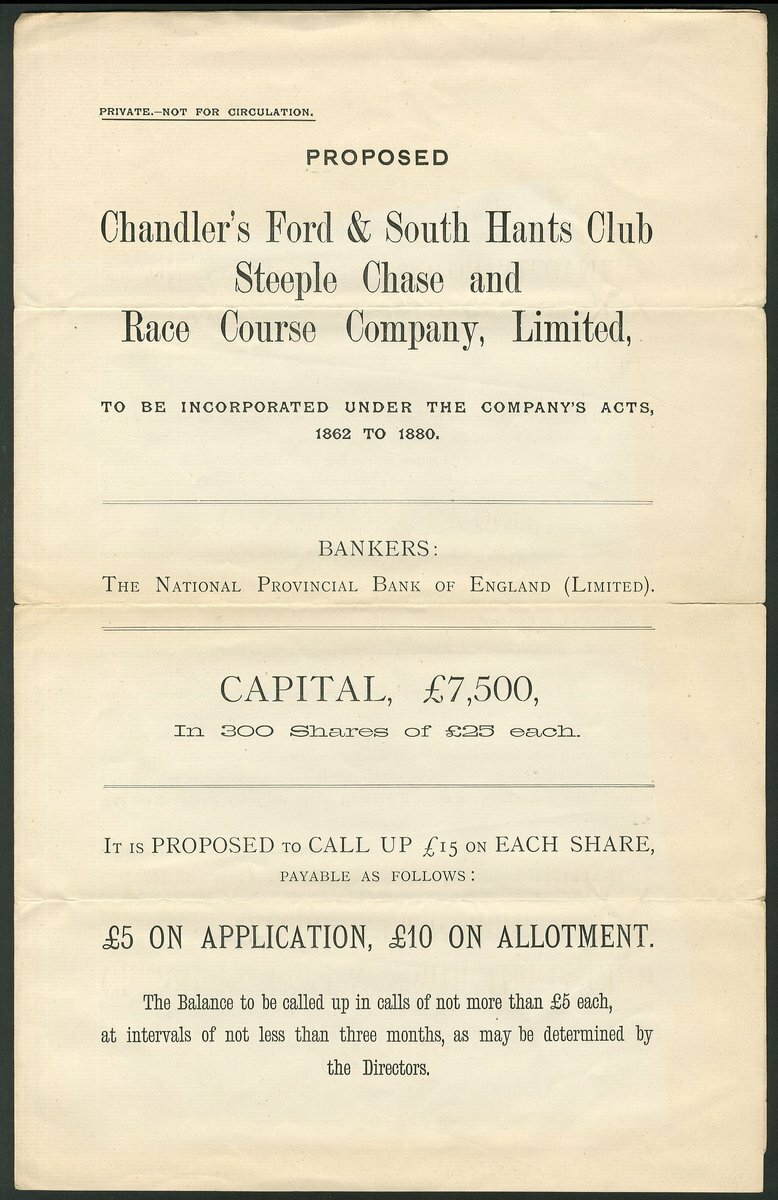 PRIVATE.—NOT FOR CIRCULATION.
PROPOSED
Chandler's Ford & South Hants Club
Steeple Chase and
Race Course Company, Limited,
TO BE INCORPORATED UNDER THE COMPANY'S ACTS,
1862 TO 1880.
BANKERS:
THE NATIONAL PROVINCIAL BANK OF ENGLAND (LIMITED).
CAPITAL, £7,500,
In 300 Shares of £25 each.
IT IS PROPOSED TO CALL UP £15 ON EACH SHARE,
PAYABLE AS FOLLOWS:
£5 ON APPLICATION, £10 ON ALLOTMENT.
The Balance to be called up in calls of not more than £5 each,
at intervals of not less than three months, as may be determined by
the Directors.